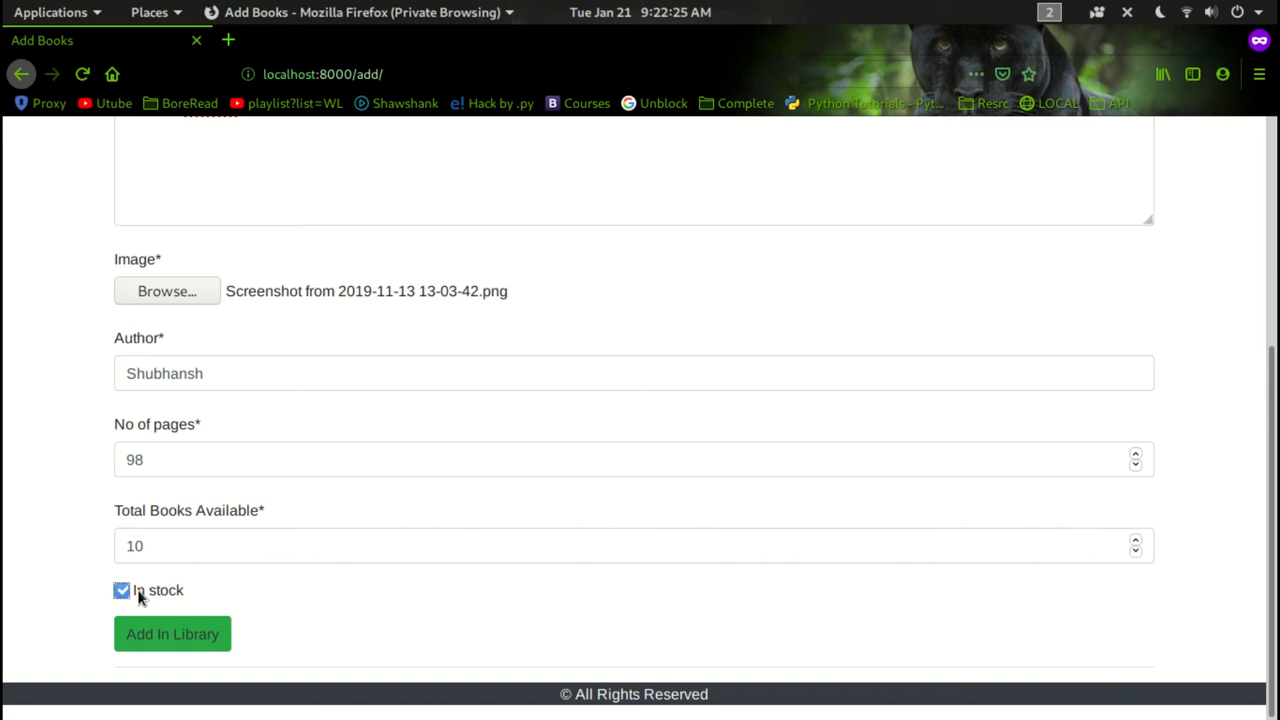 Applications Places Add Books - Mozilla Firefox (Private Browsing) Tue Jan 21 9:22:25 AM 2
Add Books
localhost:8000/add/
Proxy Utube BoreRead playlist?list=WL Shawshank e! Hack by .py B Courses Unblock Complete Python Tutorials - Pyt... Resrc LOCAL API
Image*
Browse... Screenshot from 2019-11-13 13-03-42.png
Author*
Shubhansh
No of pages*
98
Total Books Available*
10
In stock
Add In Library
© All Rights Reserved